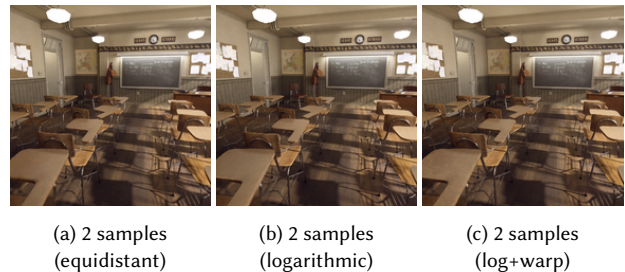 (a) 2 samples
(equidistant)
(b) 2 samples
(logarithmic)
(c) 2 samples
(log+warp)